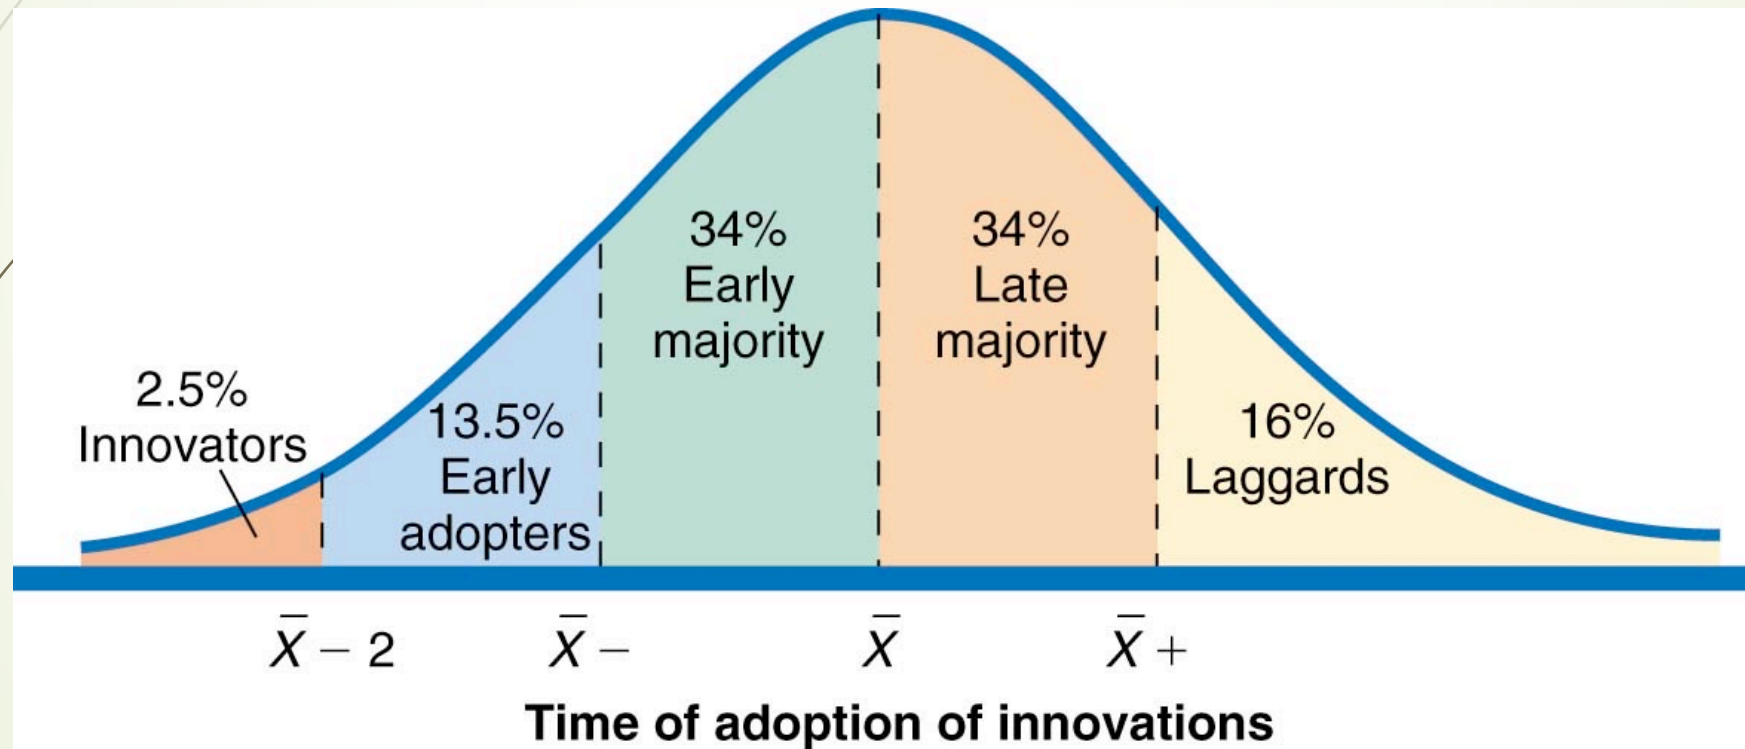 34%
Early
majority
34%
Late
majority
2.5%
Innovators
13.5%
Early
adopters
16%
Laggards
X̅ – 2
X̅ –
X̅
X̅ +
Time of adoption of innovations